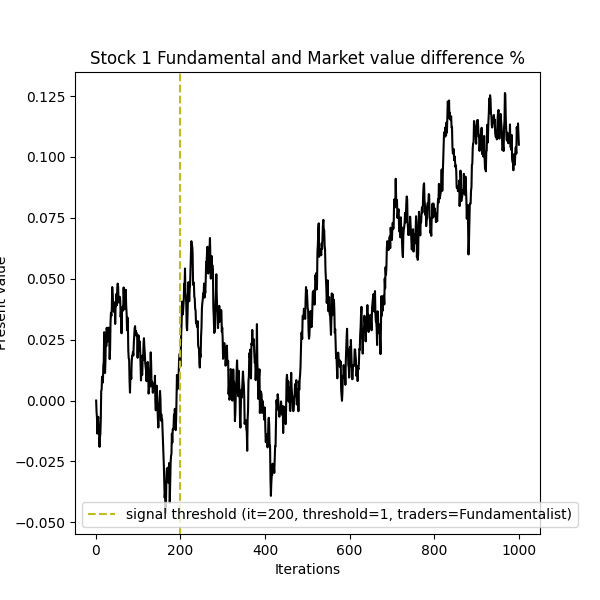 Stock 1 Fundamental and Market value difference %
0.125
0.100
0.075
0.050
0.025
0.000
−0.025
−0.050
Present value
signal threshold (it=200, threshold=1, traders=Fundamentalist)
0 200 400 600 800 1000
Iterations